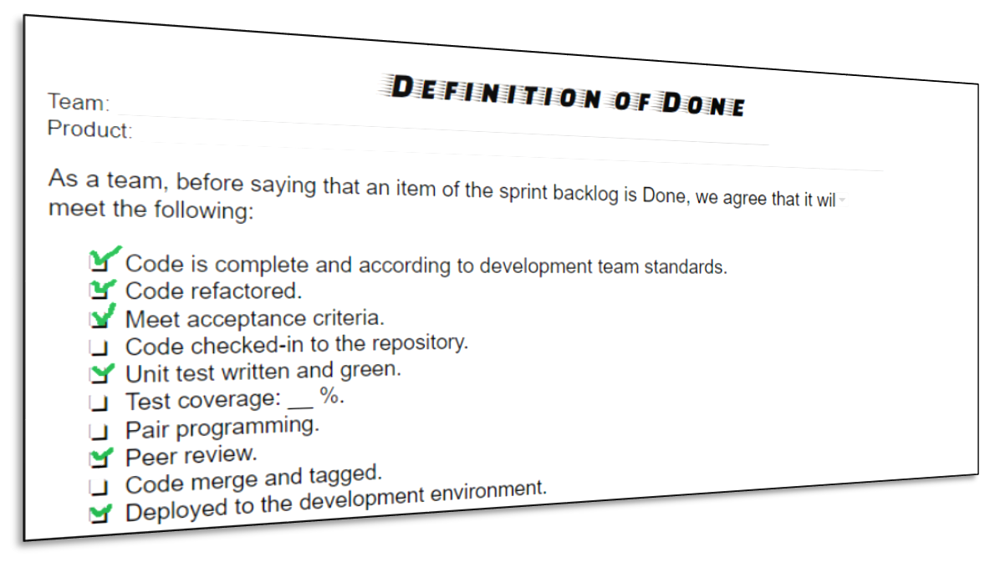 DEFINITION OF DONE
Team:
Product:
As a team, before saying that an item of the sprint backlog is Done, we agree that it wil
meet the following:
Code is complete and according to development team standards.
Code refactored.
Meet acceptance criteria.
Code checked-in to the repository.
Unit test written and green.
Test coverage: __ %.
Pair programming.
Peer review.
Code merge and tagged.
Deployed to the development environment.